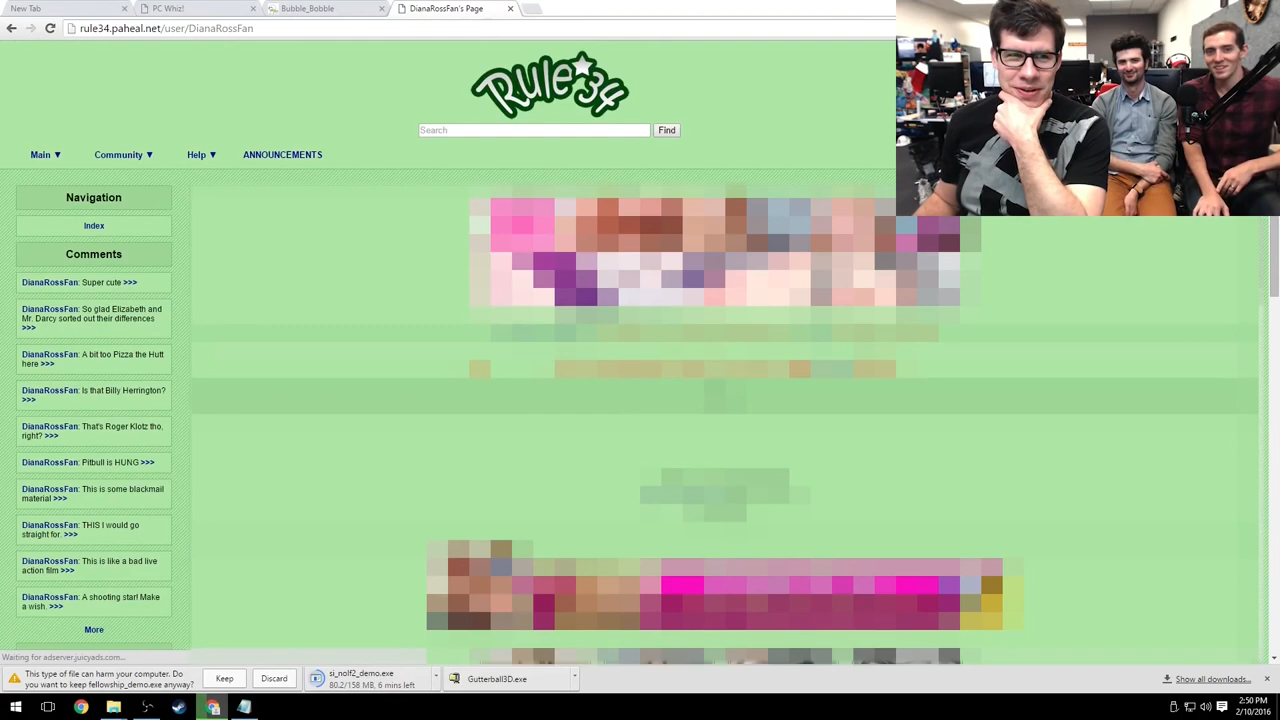 New Tab
PC Whiz!
Bubble_Bobble
DianaRossFan's Page
rule34.paheal.net/user/DianaRossFan
Rule34
Search
Find
Main ▼
Community ▼
Help ▼
ANNOUNCEMENTS
Navigation
Index
Comments
DianaRossFan: Super cute >>>
DianaRossFan: So glad Elizabeth and
Mr. Darcy sorted out their differences
>>>
DianaRossFan: A bit too Pizza the Hutt
here >>>
DianaRossFan: Is that Billy Herrington?
>>>
DianaRossFan: That's Roger Klotz tho,
right? >>>
DianaRossFan: Pitbull is HUNG >>>
DianaRossFan: This is some blackmail
material >>>
DianaRossFan: THIS I would go
straight for. >>>
DianaRossFan: This is like a bad live
action film >>>
DianaRossFan: A shooting star! Make
a wish. >>>
More
Waiting for adserver.juicyads.com...
This type of file can harm your computer. Do
you want to keep fellowship_demo.exe anyway?
Keep
Discard
si_nolf2_demo.exe
80.2/158 MB, 6 mins left
Gutterball3D.exe
Show all downloads...
2:50 PM
2/10/2016